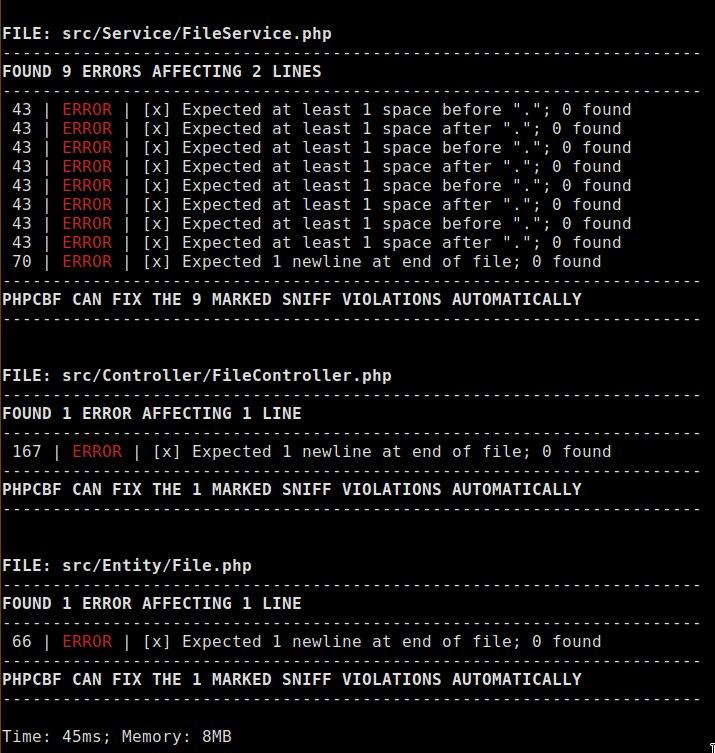 FILE: src/Service/FileService.php
----------------------------------------------------------------------
FOUND 9 ERRORS AFFECTING 2 LINES
----------------------------------------------------------------------
43 | ERROR | [x] Expected at least 1 space before "."; 0 found
43 | ERROR | [x] Expected at least 1 space after "."; 0 found
43 | ERROR | [x] Expected at least 1 space before "."; 0 found
43 | ERROR | [x] Expected at least 1 space after "."; 0 found
43 | ERROR | [x] Expected at least 1 space before "."; 0 found
43 | ERROR | [x] Expected at least 1 space after "."; 0 found
43 | ERROR | [x] Expected at least 1 space before "."; 0 found
43 | ERROR | [x] Expected at least 1 space after "."; 0 found
70 | ERROR | [x] Expected 1 newline at end of file; 0 found
----------------------------------------------------------------------
PHPCBF CAN FIX THE 9 MARKED SNIFF VIOLATIONS AUTOMATICALLY
----------------------------------------------------------------------
FILE: src/Controller/FileController.php
----------------------------------------------------------------------
FOUND 1 ERROR AFFECTING 1 LINE
----------------------------------------------------------------------
167 | ERROR | [x] Expected 1 newline at end of file; 0 found
----------------------------------------------------------------------
PHPCBF CAN FIX THE 1 MARKED SNIFF VIOLATIONS AUTOMATICALLY
----------------------------------------------------------------------
FILE: src/Entity/File.php
----------------------------------------------------------------------
FOUND 1 ERROR AFFECTING 1 LINE
----------------------------------------------------------------------
66 | ERROR | [x] Expected 1 newline at end of file; 0 found
----------------------------------------------------------------------
PHPCBF CAN FIX THE 1 MARKED SNIFF VIOLATIONS AUTOMATICALLY
----------------------------------------------------------------------
Time: 45ms; Memory: 8MB